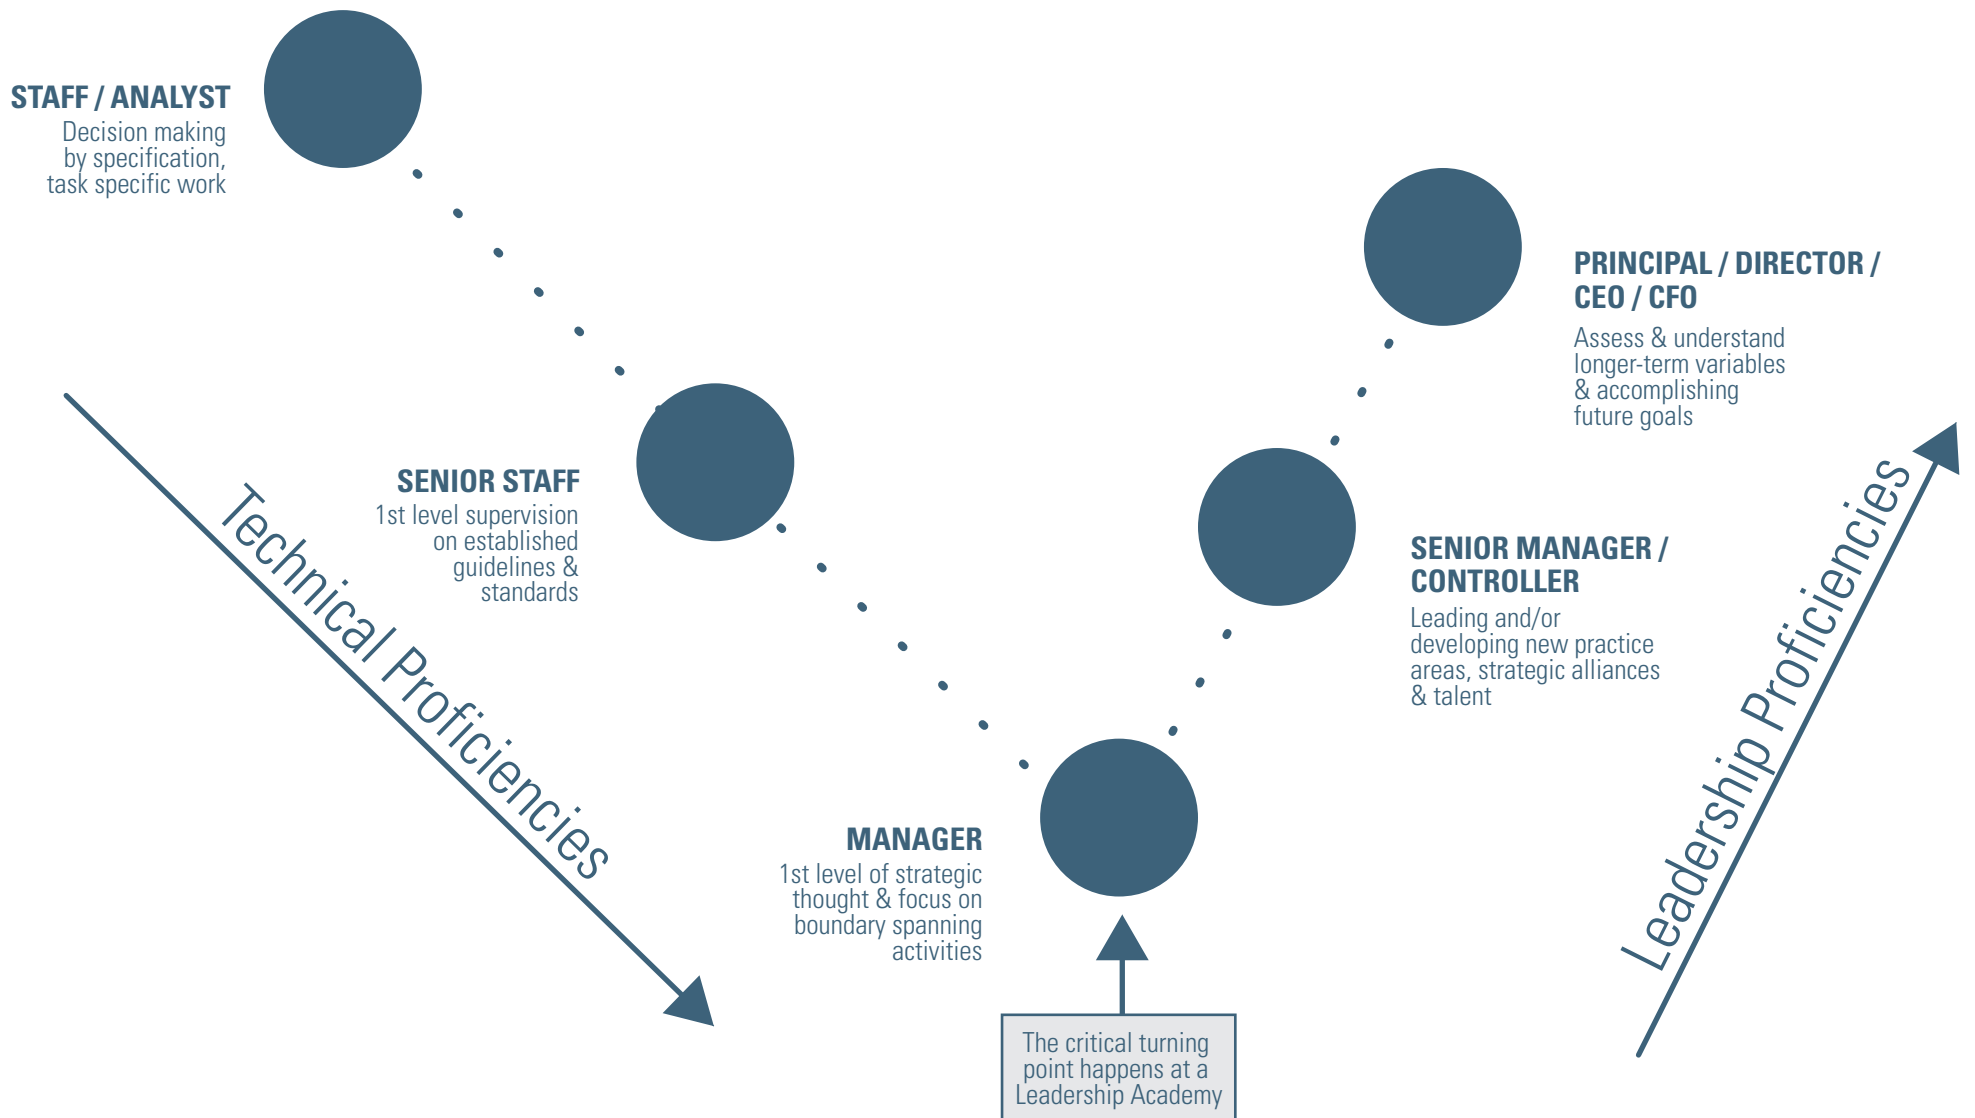 STAFF / ANALYST
Decision making
by specification,
task specific work
SENIOR STAFF
1st level supervision
on established
guidelines &
standards
Technical Proficiencies
MANAGER
1st level of strategic
thought & focus on
boundary spanning
activities
The critical turning
point happens at a
Leadership Academy
SENIOR MANAGER /
CONTROLLER
Leading and/or
developing new practice
areas, strategic alliances
& talent
PRINCIPAL / DIRECTOR /
CEO / CFO
Assess & understand
longer-term variables
& accomplishing
future goals
Leadership Proficiencies